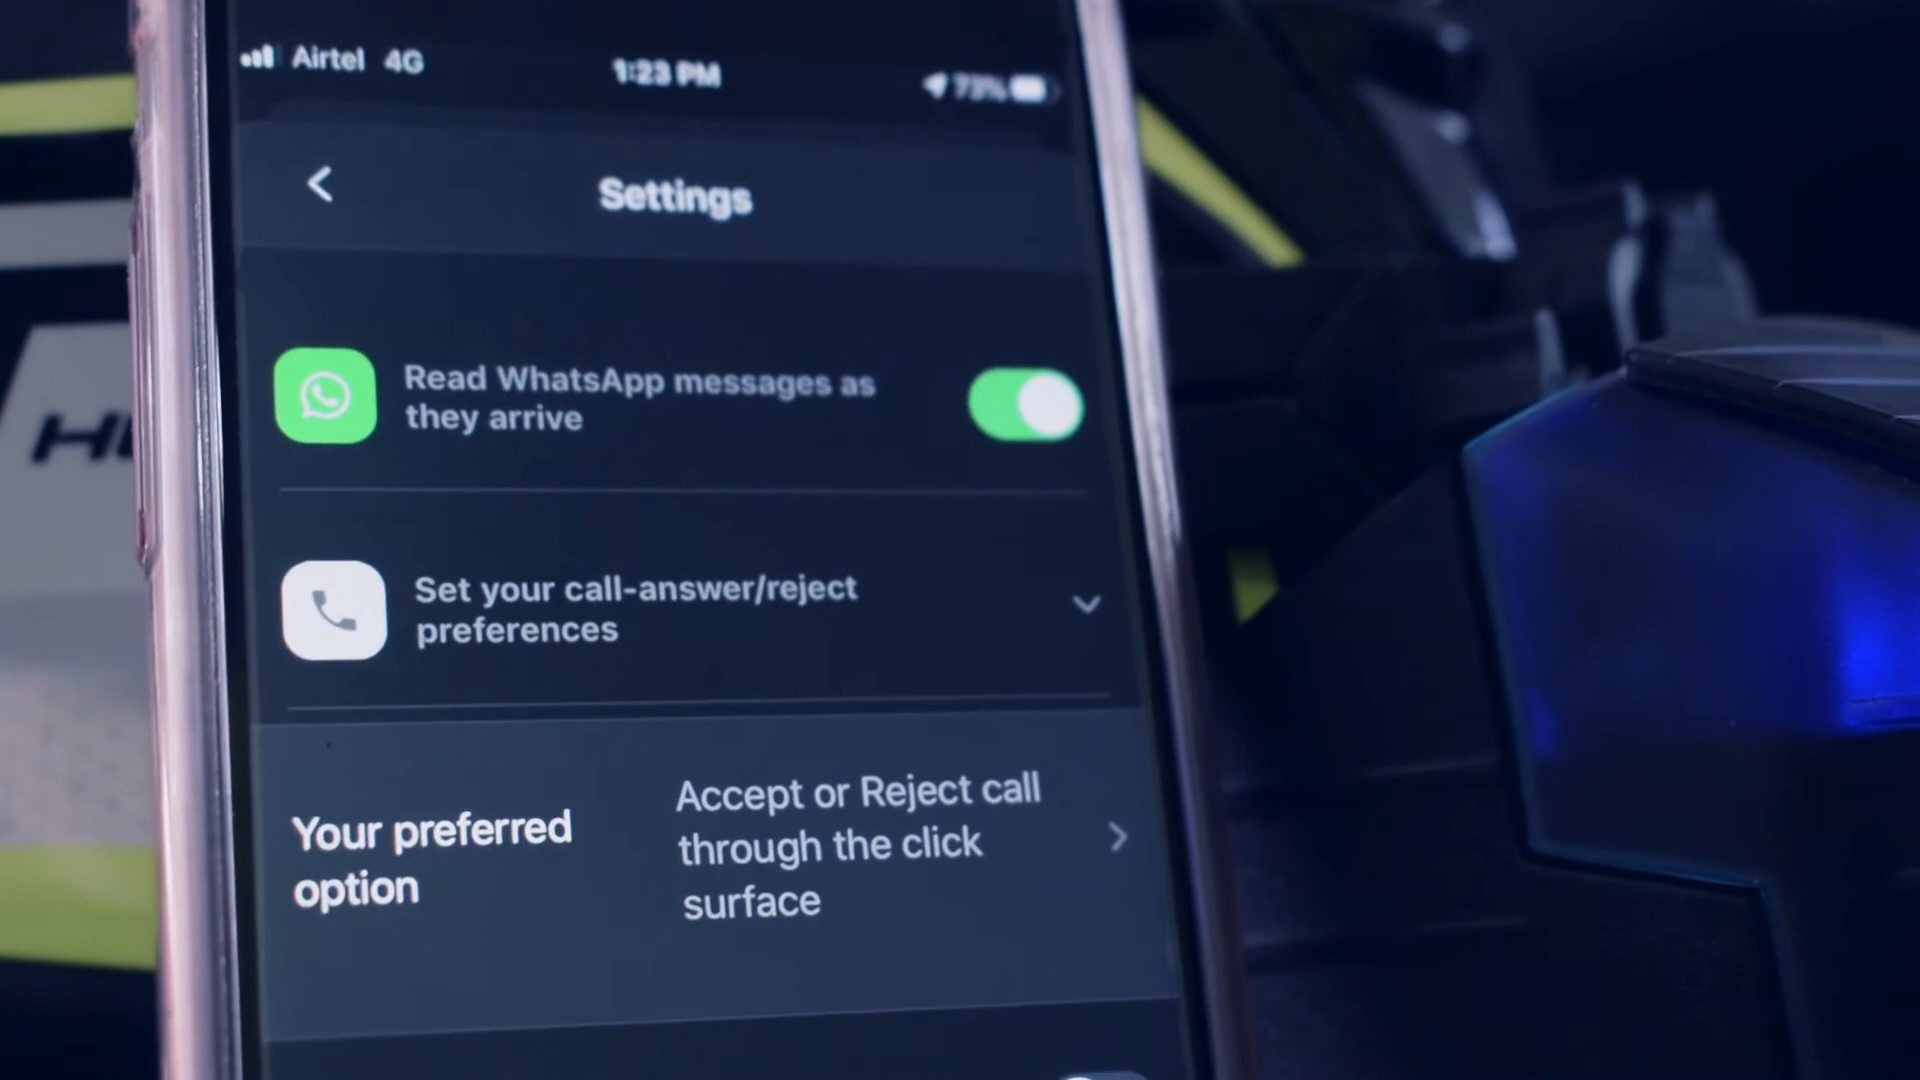 Airtel 4G 1:23 PM 73%
Settings
Read WhatsApp messages as
they arrive
Set your call-answer/reject
preferences
Your preferred
option
Accept or Reject call
through the click
surface